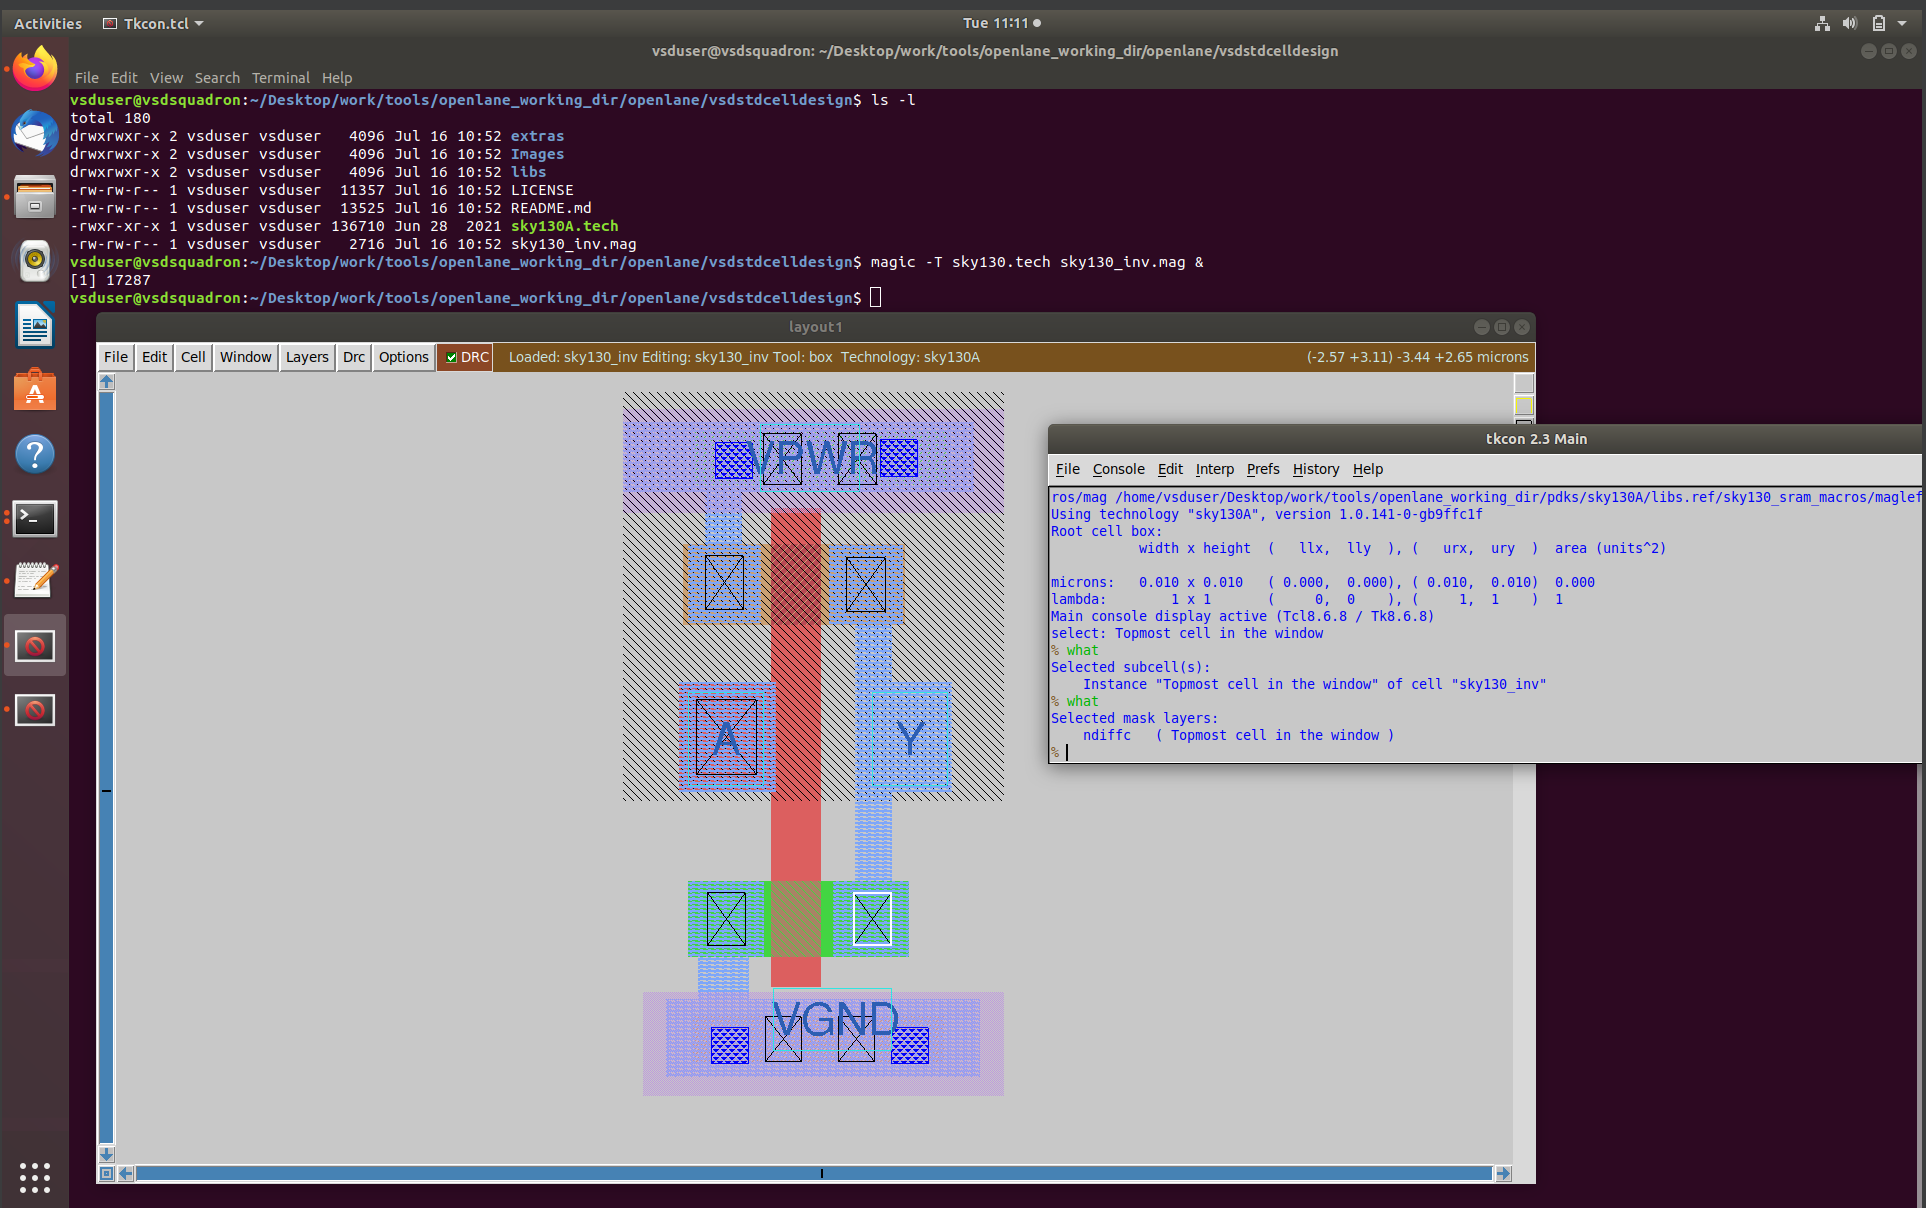 Activities Tkcon.tcl Tue 11:11
vsduser@vsdsquadron: ~/Desktop/work/tools/openlane_working_dir/openlane/vsdstdcelldesign
File Edit View Search Terminal Help
vsduser@vsdsquadron:~/Desktop/work/tools/openlane_working_dir/openlane/vsdstdcelldesign$ ls -l
total 180
drwxrwxr-x 2 vsduser vsduser 4096 Jul 16 10:52 extras
drwxrwxr-x 2 vsduser vsduser 4096 Jul 16 10:52 Images
drwxrwxr-x 2 vsduser vsduser 4096 Jul 16 10:52 libs
-rw-rw-r-- 1 vsduser vsduser 11357 Jul 16 10:52 LICENSE
-rw-rw-r-- 1 vsduser vsduser 13525 Jul 16 10:52 README.md
-rwxr-xr-x 1 vsduser vsduser 136710 Jun 28 2021 sky130A.tech
-rw-rw-r-- 1 vsduser vsduser 2716 Jul 16 10:52 sky130_inv.mag
vsduser@vsdsquadron:~/Desktop/work/tools/openlane_working_dir/openlane/vsdstdcelldesign$ magic -T sky130.tech sky130_inv.mag &
[1] 17287
vsduser@vsdsquadron:~/Desktop/work/tools/openlane_working_dir/openlane/vsdstdcelldesign$
layout1
File Edit Cell Window Layers Drc Options DRC Loaded: sky130_inv Editing: sky130_inv Tool: box Technology: sky130A (-2.57 +3.11) -3.44 +2.65 microns
VPWR
A
Y
VGND
tkcon 2.3 Main
File Console Edit Interp Prefs History Help
ros/mag /home/vsduser/Desktop/work/tools/openlane_working_dir/pdks/sky130A/libs.ref/sky130_sram_macros/maglef
Using technology "sky130A", version 1.0.141-0-gb9ffc1f
Root cell box:
width x height ( llx, lly ), ( urx, ury ) area (units^2)
microns: 0.010 x 0.010 ( 0.000, 0.000), ( 0.010, 0.010) 0.000
lambda: 1 x 1 ( 0, 0 ), ( 1, 1 ) 1
Main console display active (Tcl8.6.8 / Tk8.6.8)
select: Topmost cell in the window
% what
Selected subcell(s):
Instance "Topmost cell in the window" of cell "sky130_inv"
% what
Selected mask layers:
ndiffc ( Topmost cell in the window )
%